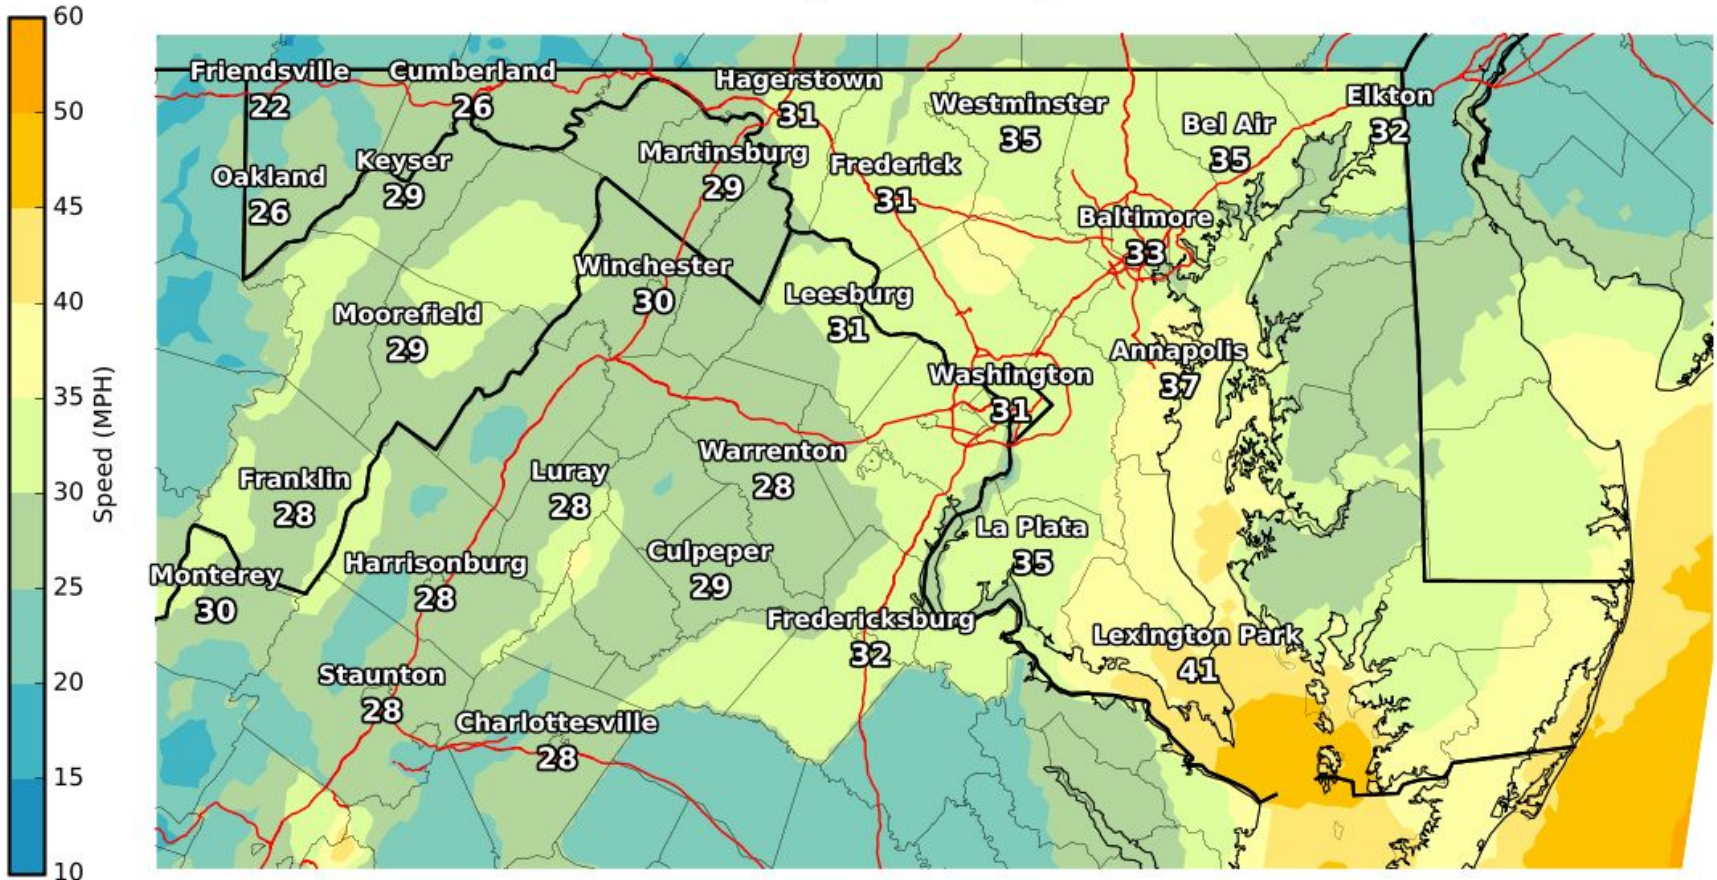 60
50
45
40
35
30
25
20
15
10
Speed (MPH)
Friendsville
22
Cumberland
26
Hagerstown
31
Westminster
35
Elkton
32
Bel Air
35
Oakland
26
Keyser
29
Martinsburg
29
Frederick
31
Baltimore
33
Winchester
30
Leesburg
31
Moorefield
29
Annapolis
37
Washington
31
Warrenton
28
Luray
28
Franklin
28
La Plata
35
Culpeper
29
Harrisonburg
28
Monterey
30
Fredericksburg
32
Lexington Park
41
Staunton
28
Charlottesville
28